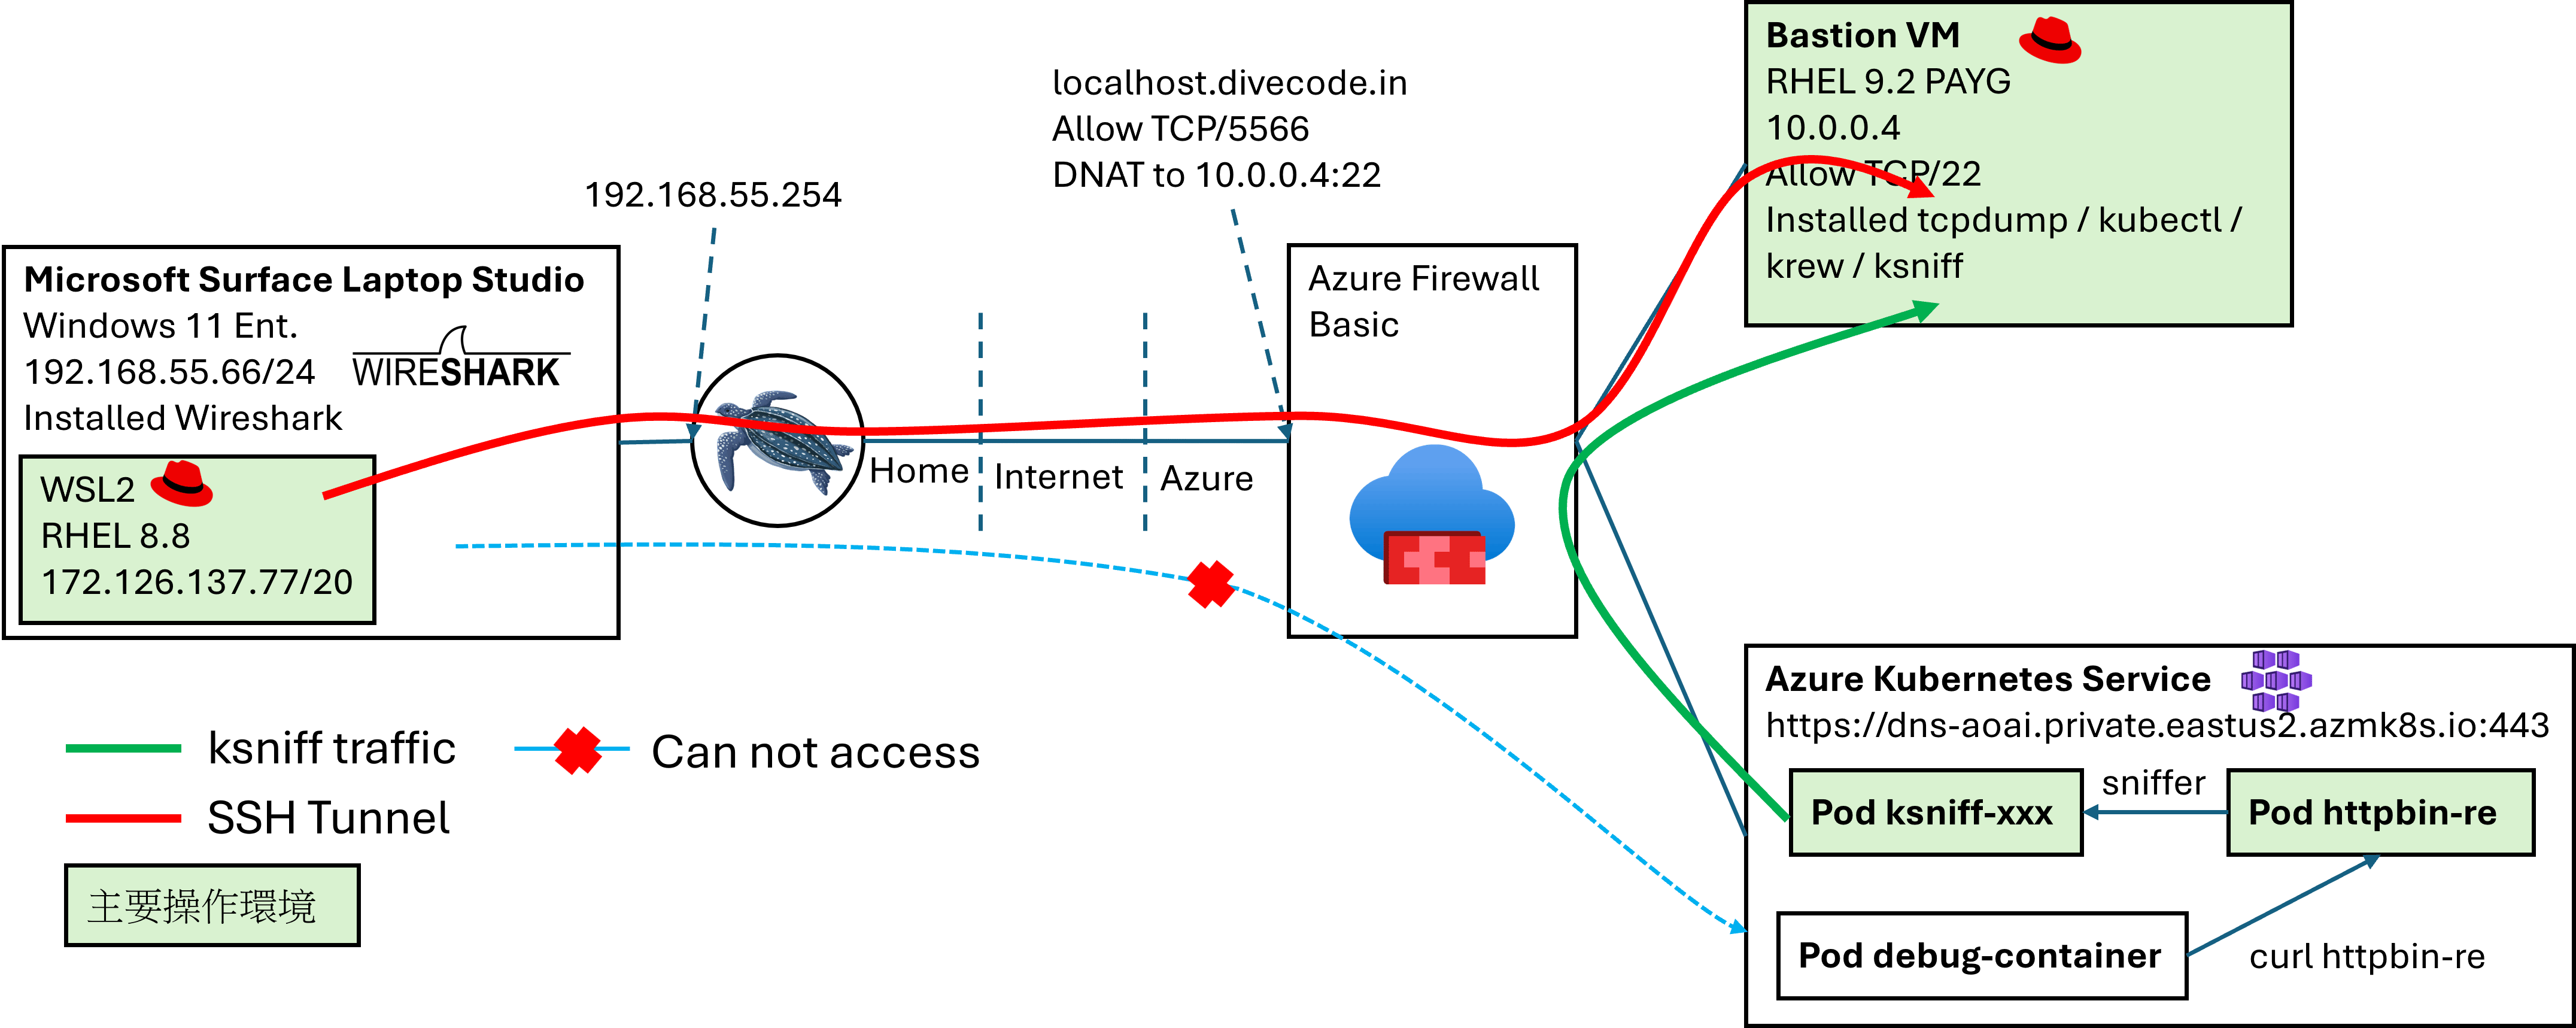 Bastion VM
RHEL 9.2 PAYG
10.0.0.4
Allow TCP/22
Installed tcpdump / kubectl /
krew / ksniff
localhost.divecode.in
Allow TCP/5566
DNAT to 10.0.0.4:22
192.168.55.254
Microsoft Surface Laptop Studio
Windows 11 Ent.
192.168.55.66/24
Installed Wireshark
WIRESHARK
WSL2
RHEL 8.8
172.126.137.77/20
Home
Internet
Azure
Azure Firewall
Basic
Azure Kubernetes Service
https://dns-aoai.private.eastus2.azmk8s.io:443
Pod ksniff-xxx
sniffer
Pod httpbin-re
Pod debug-container
curl httpbin-re
ksniff traffic
Can not access
SSH Tunnel
主要操作環境